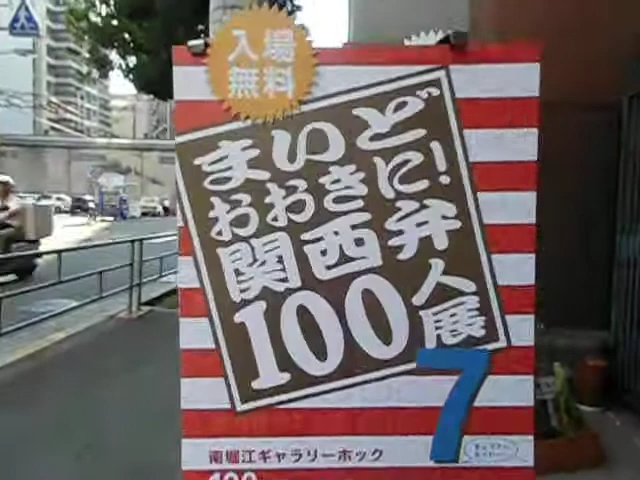 入場
無料
まいど
おおきに!
関西弁
100人展
7
南堀江ギャラリーホック